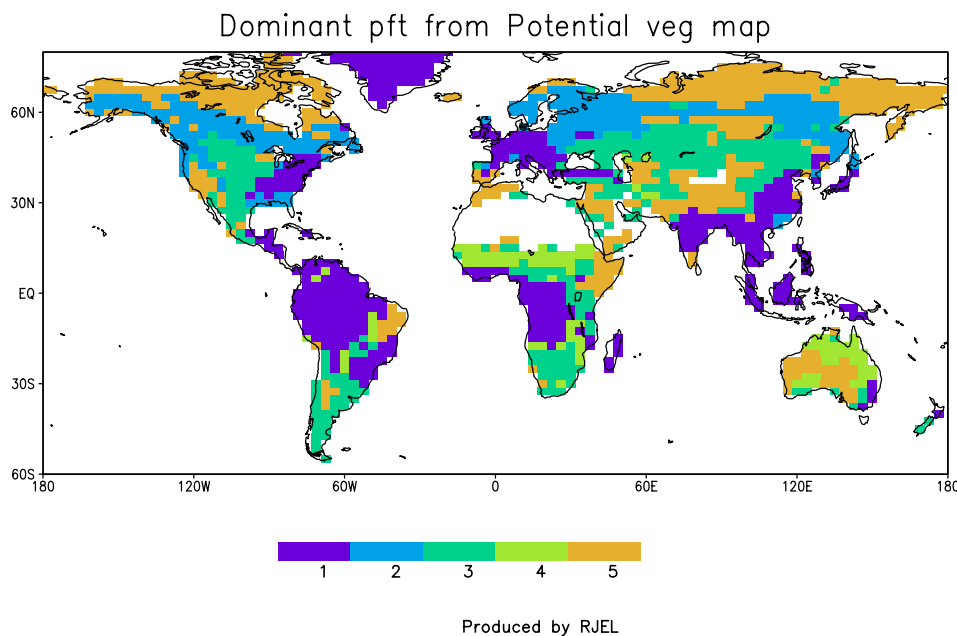 Dominant pft from Potential veg map
60N
30N
EQ
30S
60S
180 120W 60W 0 60E 120E 180
1 2 3 4 5
Produced by RJEL